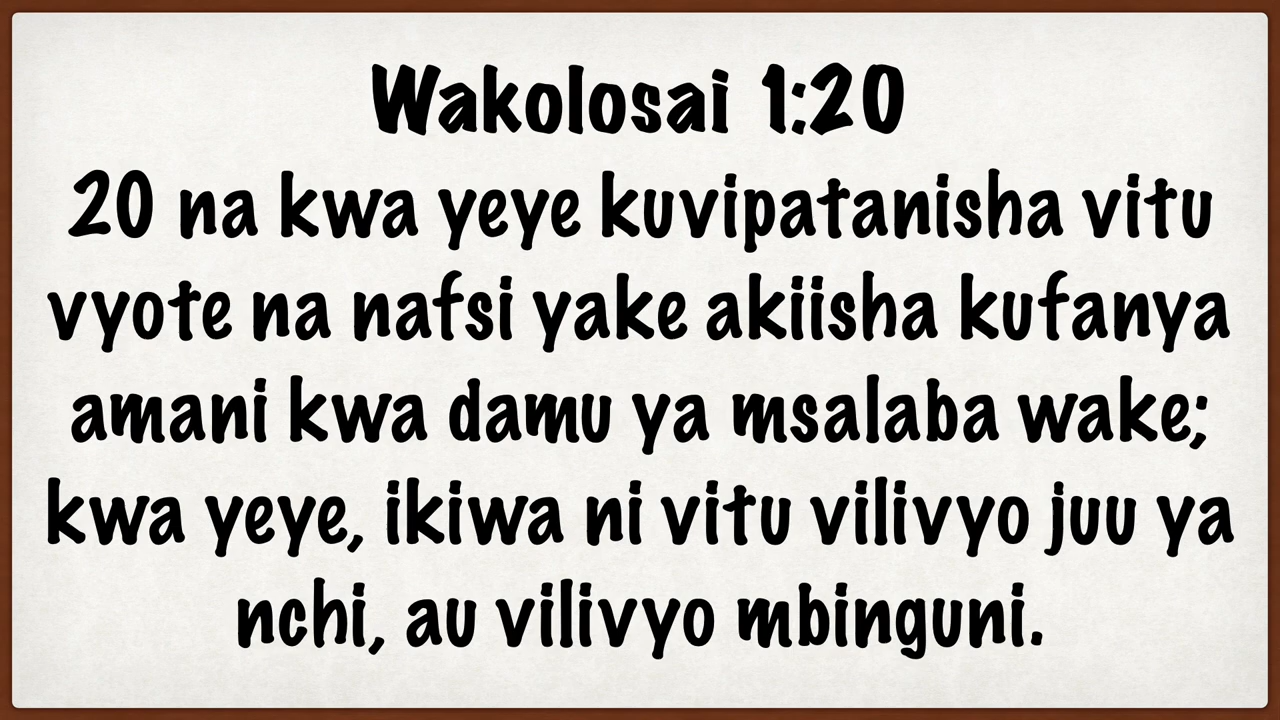 Wakolosai 1:20
20 na kwa yeye kuvipatanisha vitu
vyote na nafsi yake akiisha kufanya
amani kwa damu ya msalaba wake;
kwa yeye, ikiwa ni vitu vilivyo juu ya
nchi, au vilivyo mbinguni.